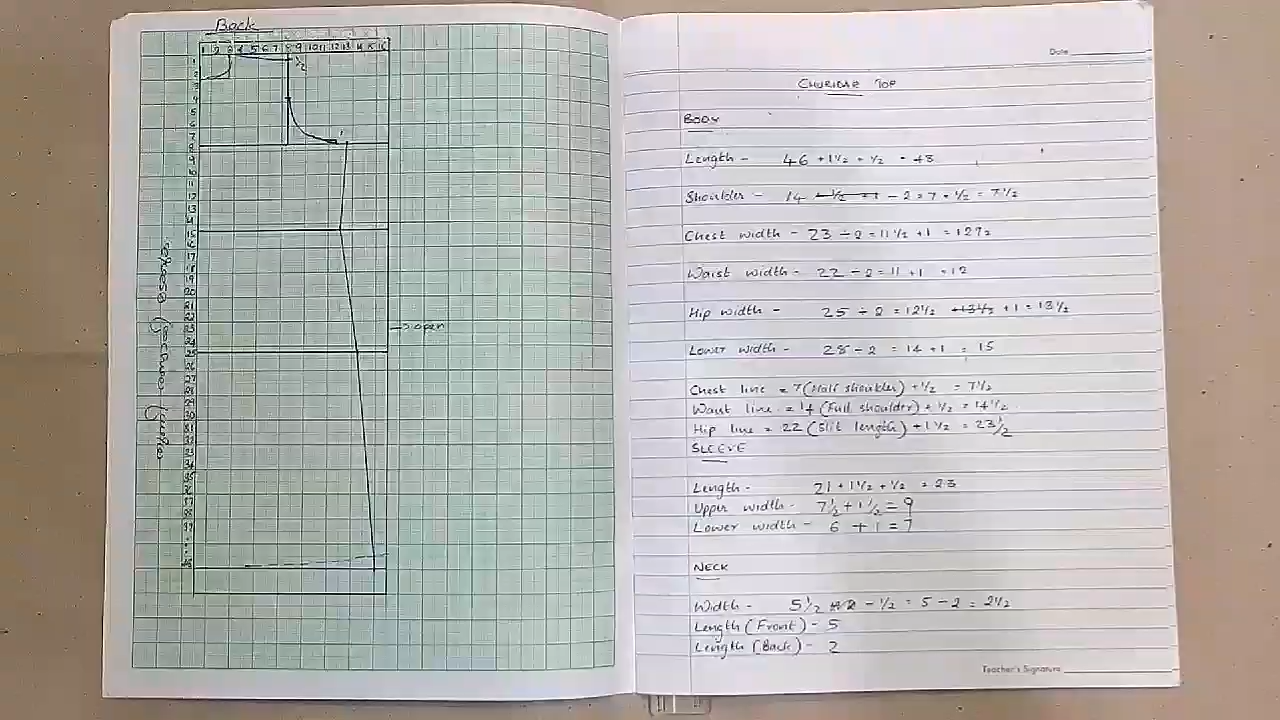 Back
1 2 3 4 5 6 7 8 9 10 11 12 13 14 15 16
½
→ open
Date
CHURIDAR TOP
BODY
Length - 46 + 1½ + ½ = 48
Shoulder - 14 +½ = 1 - 2 = 7 + ½ = 7½
Chest width - 23 ÷ 2 = 11½ + 1 = 12½
Waist width - 22 ÷ 2 = 11 + 1 = 12
Hip width - 25 ÷ 2 = 12½ +13½ + 1 = 13½
Lower width - 28 ÷ 2 = 14 + 1 = 15
Chest line = 7 (Half shoulder) + ½ = 7½
Waist line = 14 (Full shoulder) + ½ = 14½
Hip line = 22 (Slit length) + 1½ = 23½
SLEEVE
Length - 21 + 1½ + ½ = 23
Upper width - 7½ + 1½ = 9
Lower width - 6 + 1 = 7
NECK
Width - 5½ - ½ = 5 ÷ 2 = 2½
Length (Front) - 5
Length (Back) - 2
Teacher's Signature